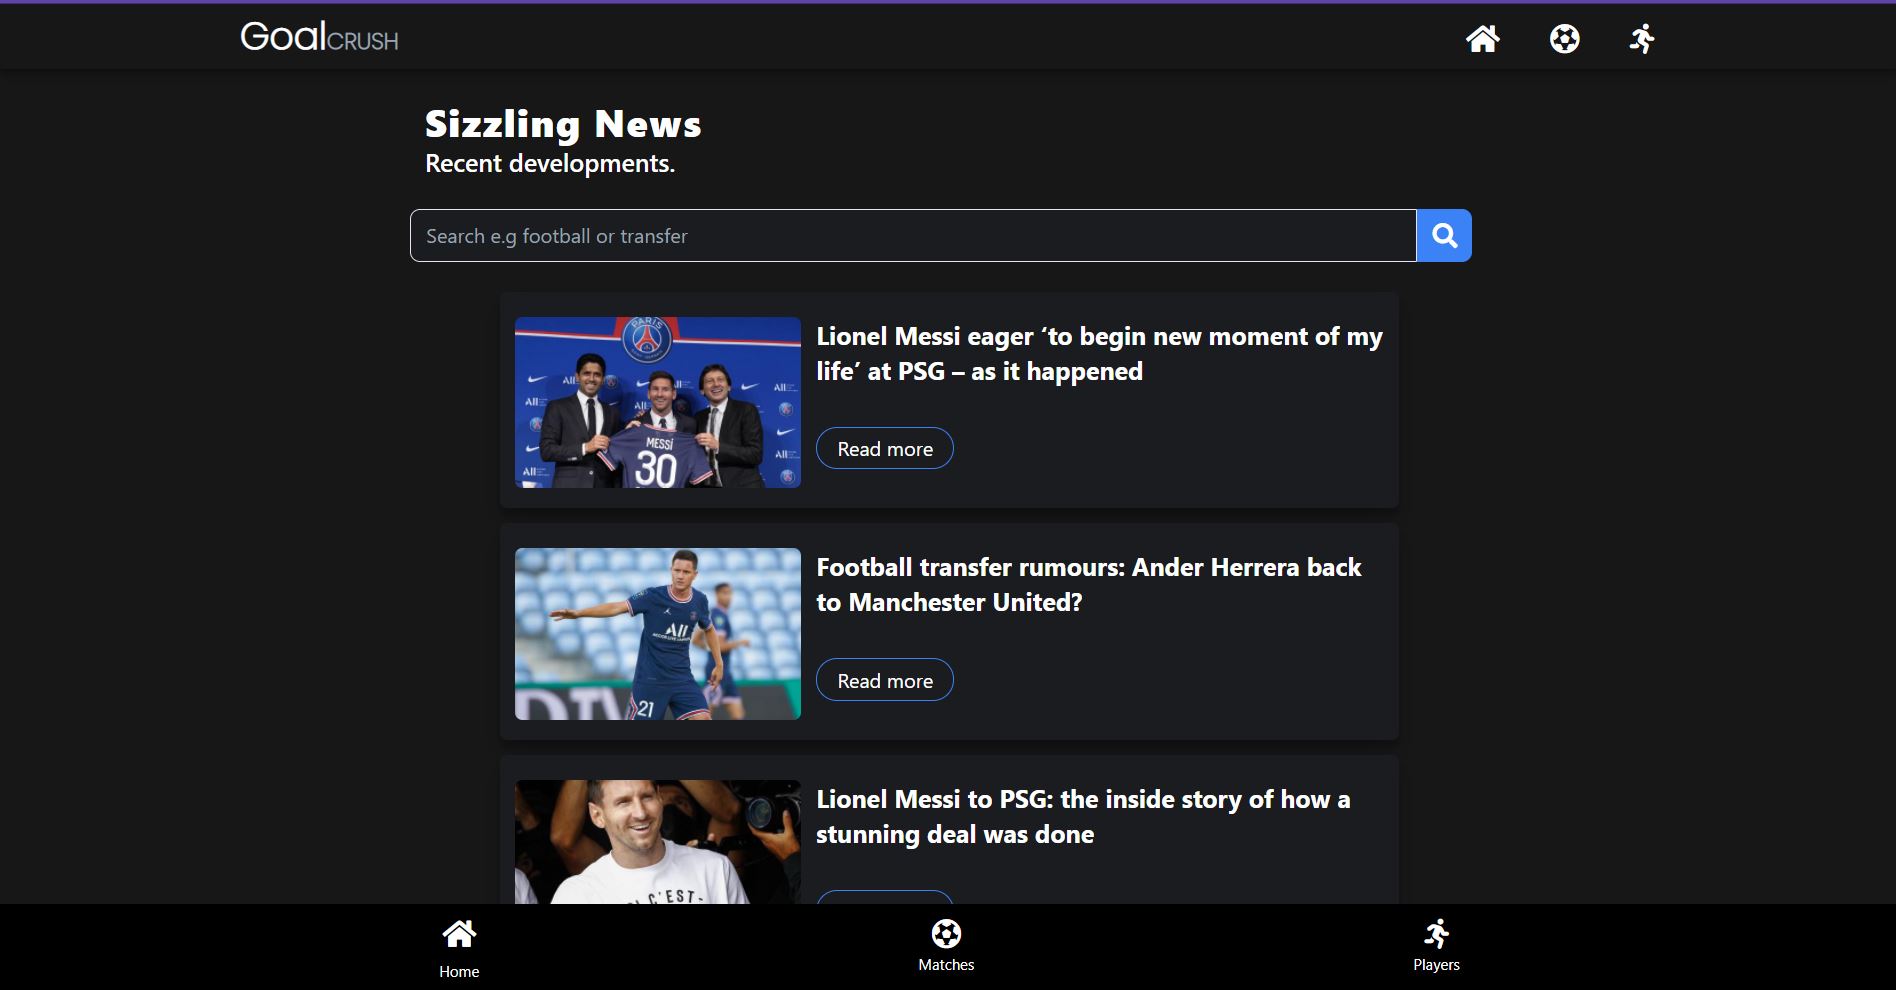 GoalCRUSH
Sizzling News
Recent developments.
Search e.g football or transfer
PARIS
MESSI
30
Lionel Messi eager ‘to begin new moment of my
life’ at PSG – as it happened
Read more
ALL
21
Football transfer rumours: Ander Herrera back
to Manchester United?
Read more
C'EST
Lionel Messi to PSG: the inside story of how a
stunning deal was done
Home
Matches
Players